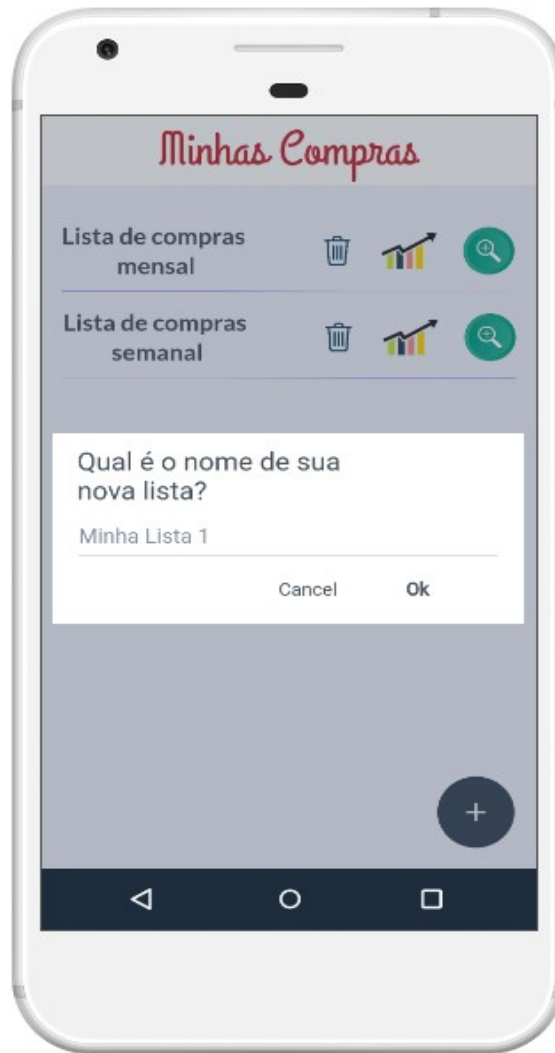 Minhas Compras
Lista de compras
mensal
Lista de compras
semanal
Qual é o nome de sua
nova lista?
Minha Lista 1
Cancel Ok
+